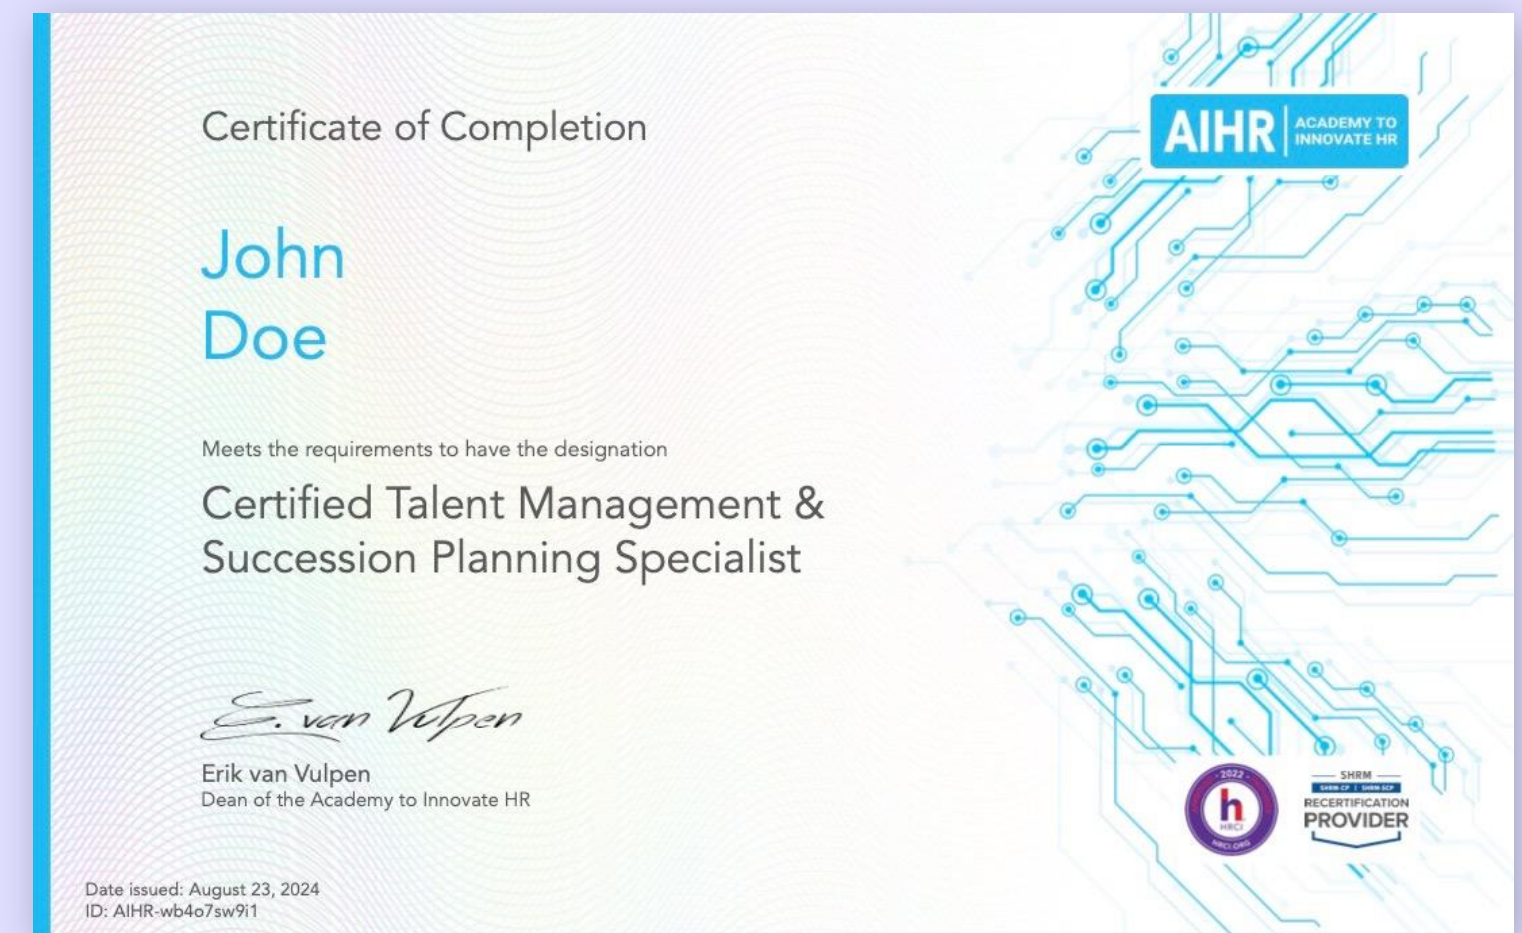 Certificate of Completion
AIHR
ACADEMY TO
INNOVATE HR
John
Doe
Meets the requirements to have the designation
Certified Talent Management &
Succession Planning Specialist
E. van Vulpen
Erik van Vulpen
Dean of the Academy to Innovate HR
2022
h
HRCI
HRCI.ORG
SHRM
SHRM-CP | SHRM-SCP
RECERTIFICATION
PROVIDER
Date issued: August 23, 2024
ID: AIHR-wb4o7sw9i1